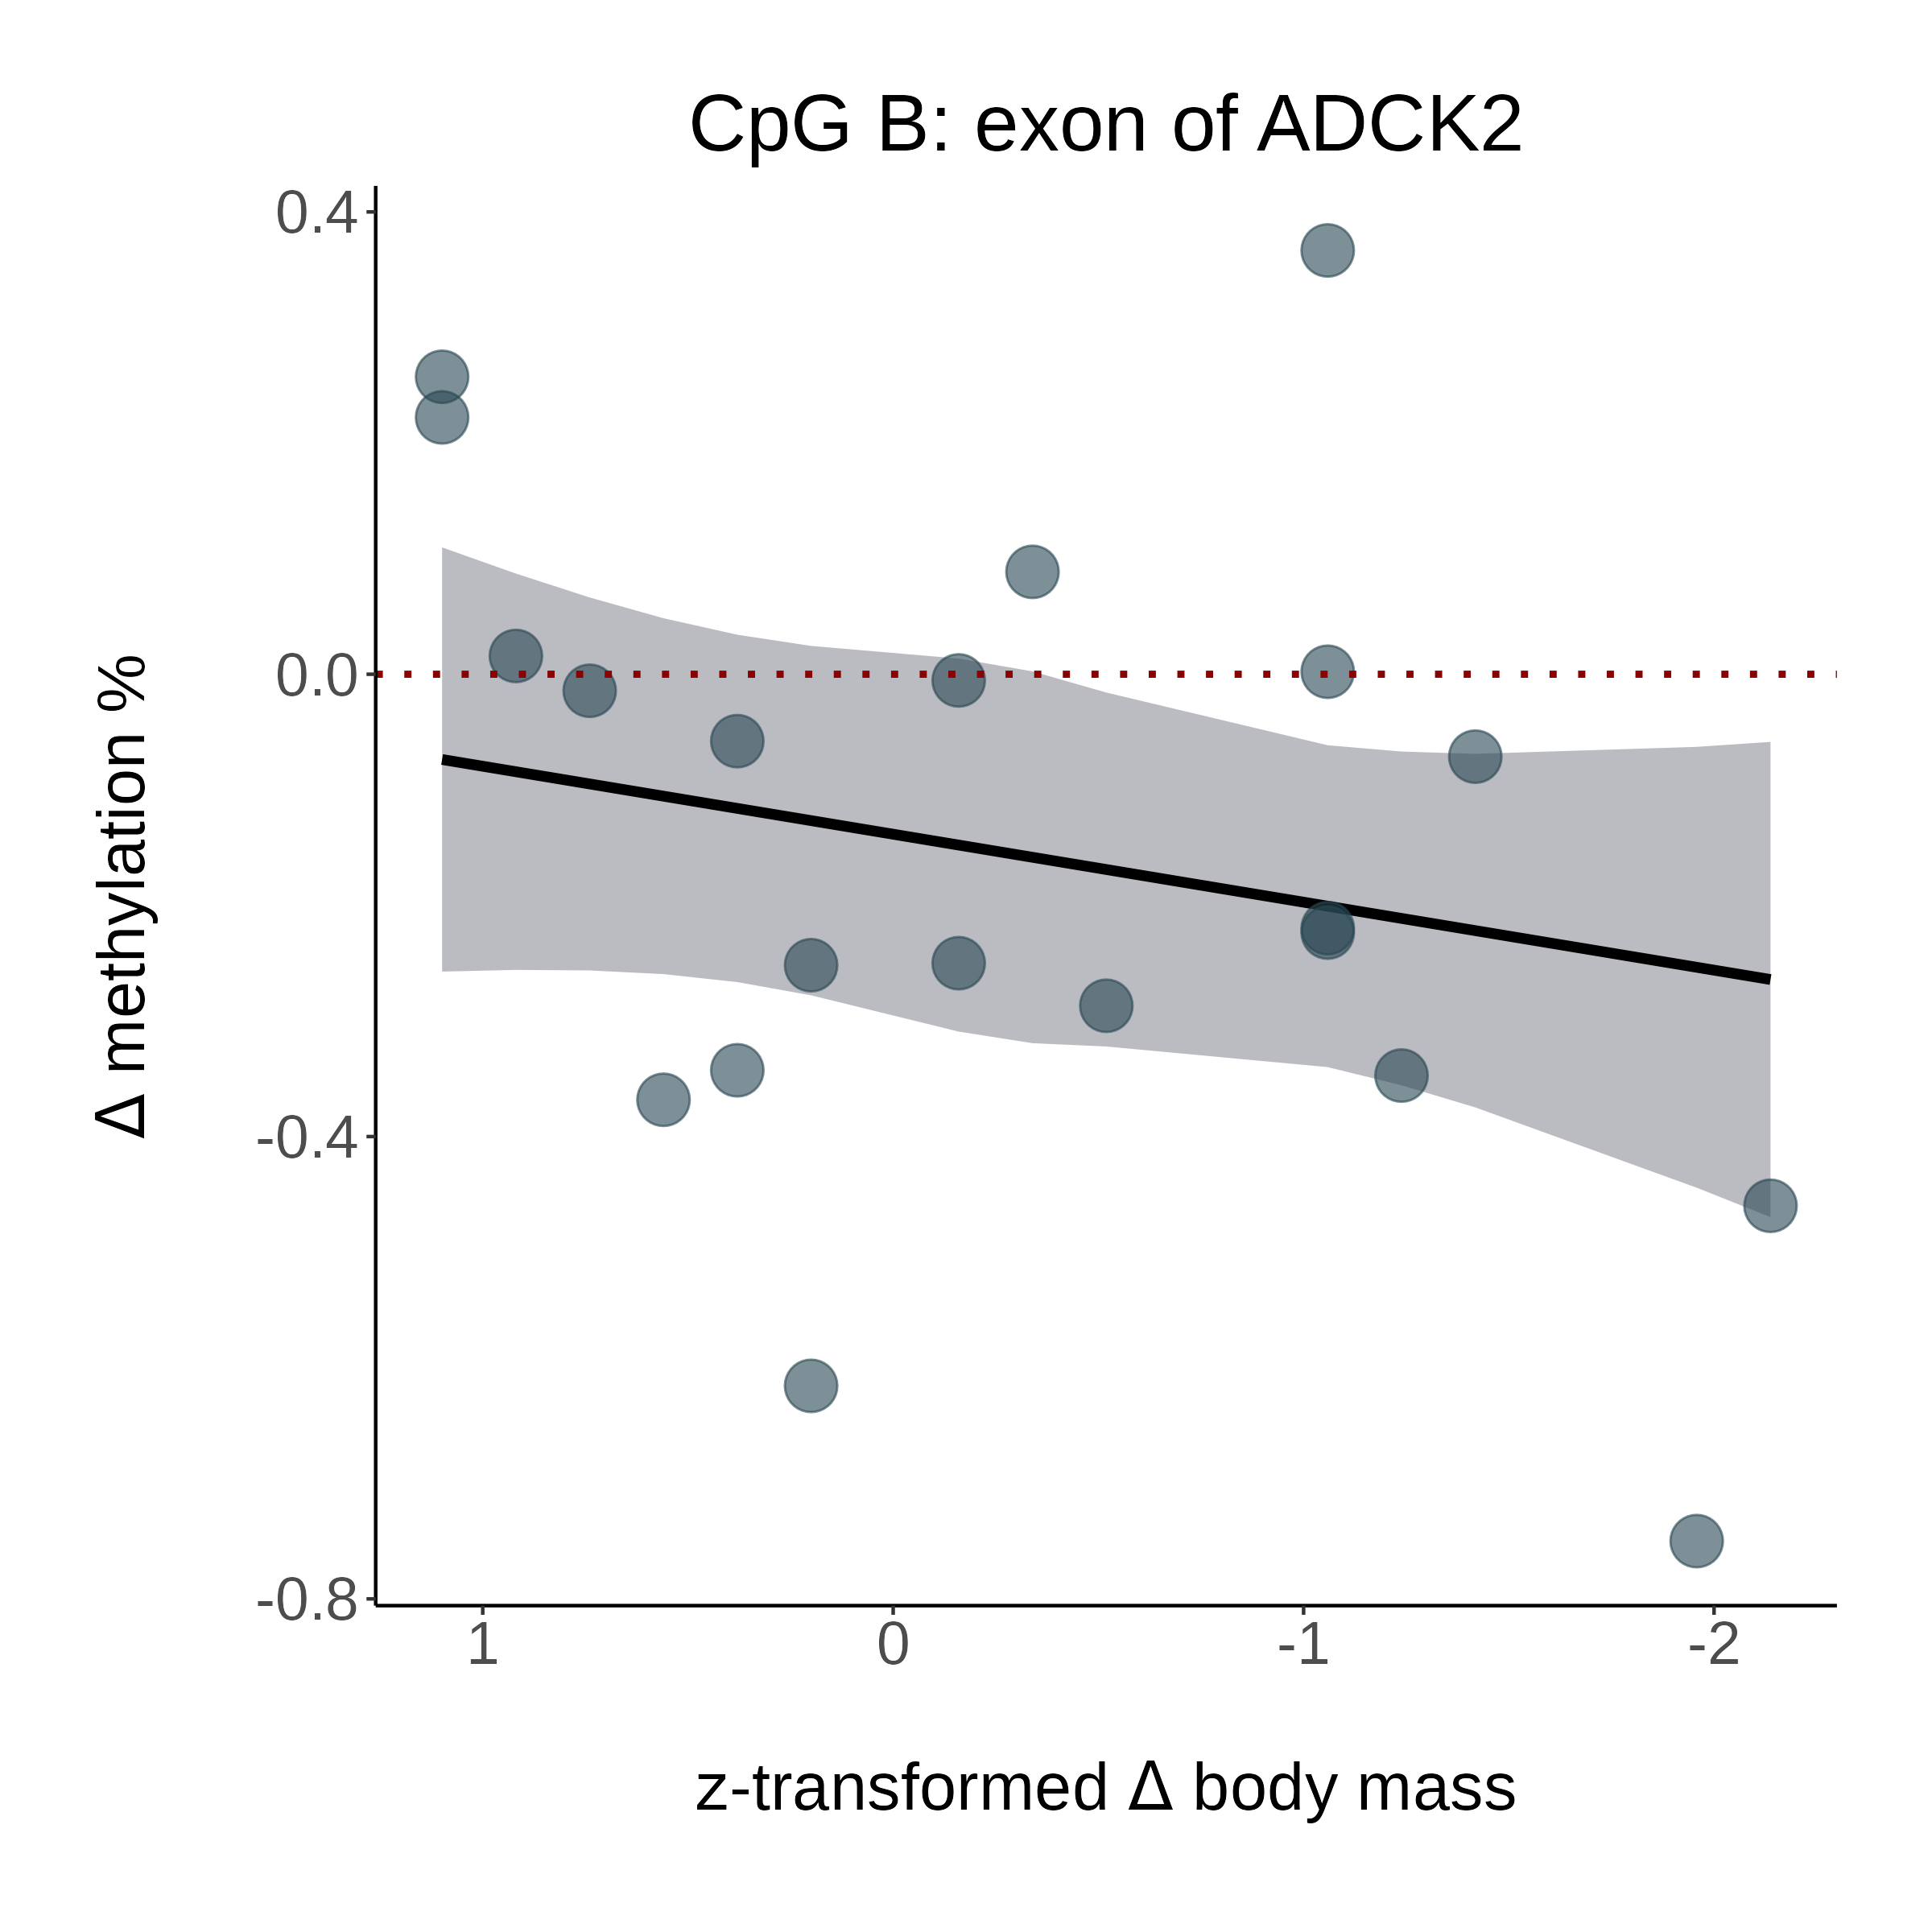 CpG B: exon of ADCK2
0.4
0.0
-0.4
-0.8
Δ methylation %
1 0 -1 -2
z-transformed Δ body mass